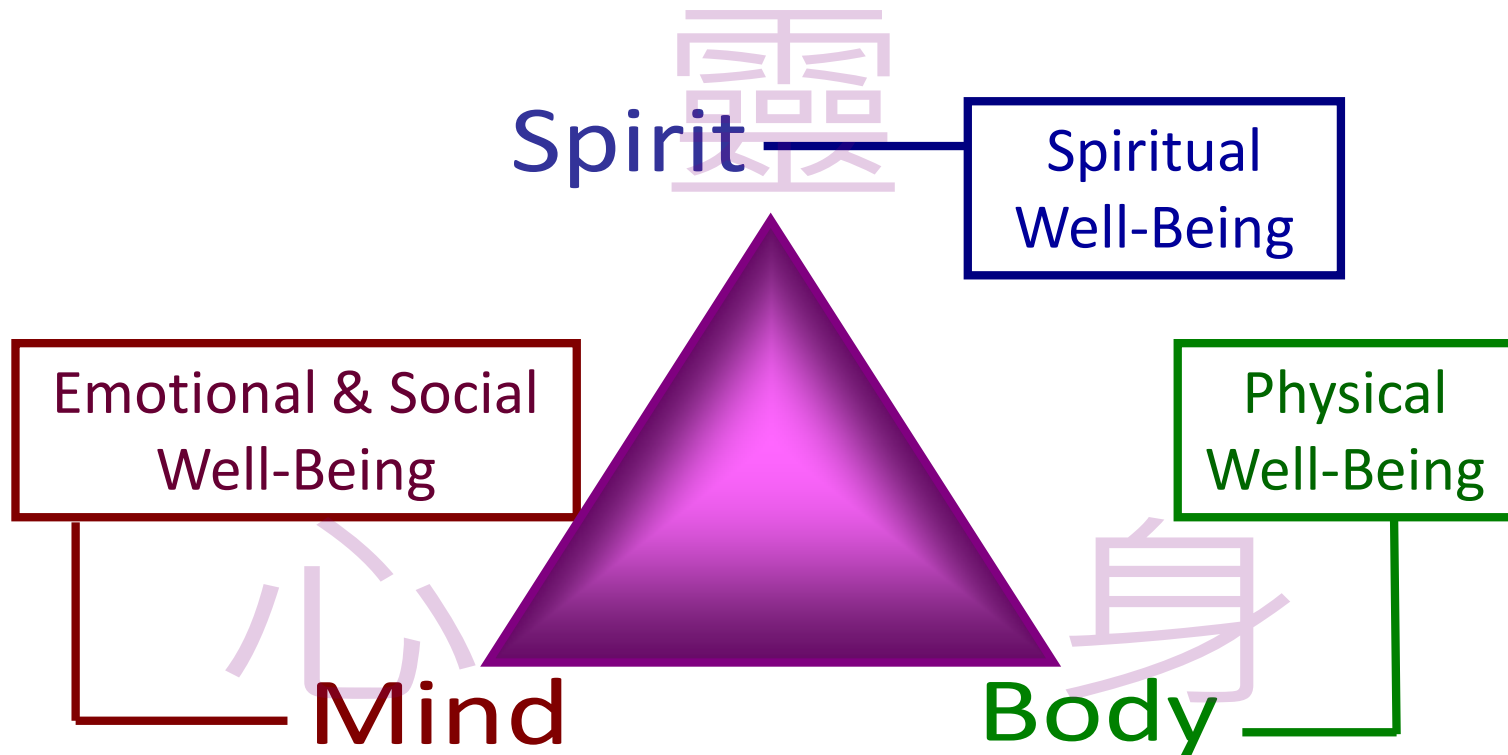 靈
Spirit
Spiritual
Well-Being
Emotional & Social
Well-Being
Physical
Well-Being
心
身
Mind
Body